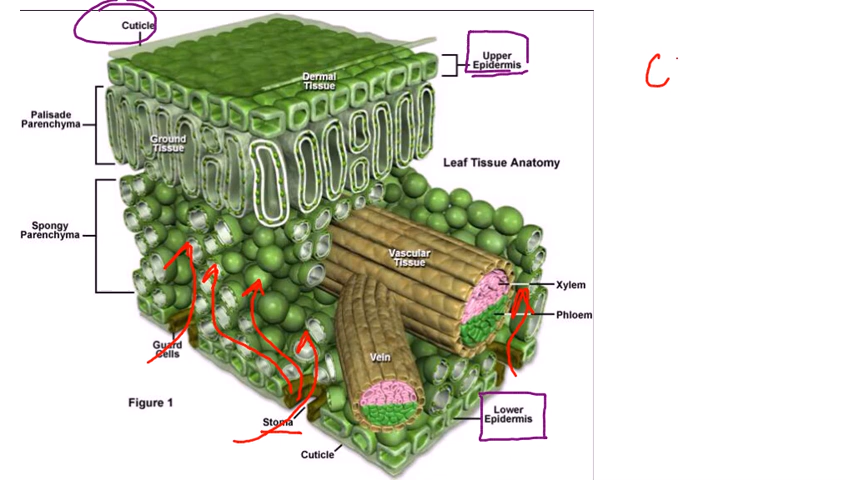 Cuticle
Upper
Epidermis
Dermal
Tissue
Palisade
Parenchyma
Ground
Tissue
Leaf Tissue Anatomy
Spongy
Parenchyma
Vascular
Tissue
Xylem
Phloem
Guard
Cells
Vein
Figure 1
Stoma
Lower
Epidermis
Cuticle
C